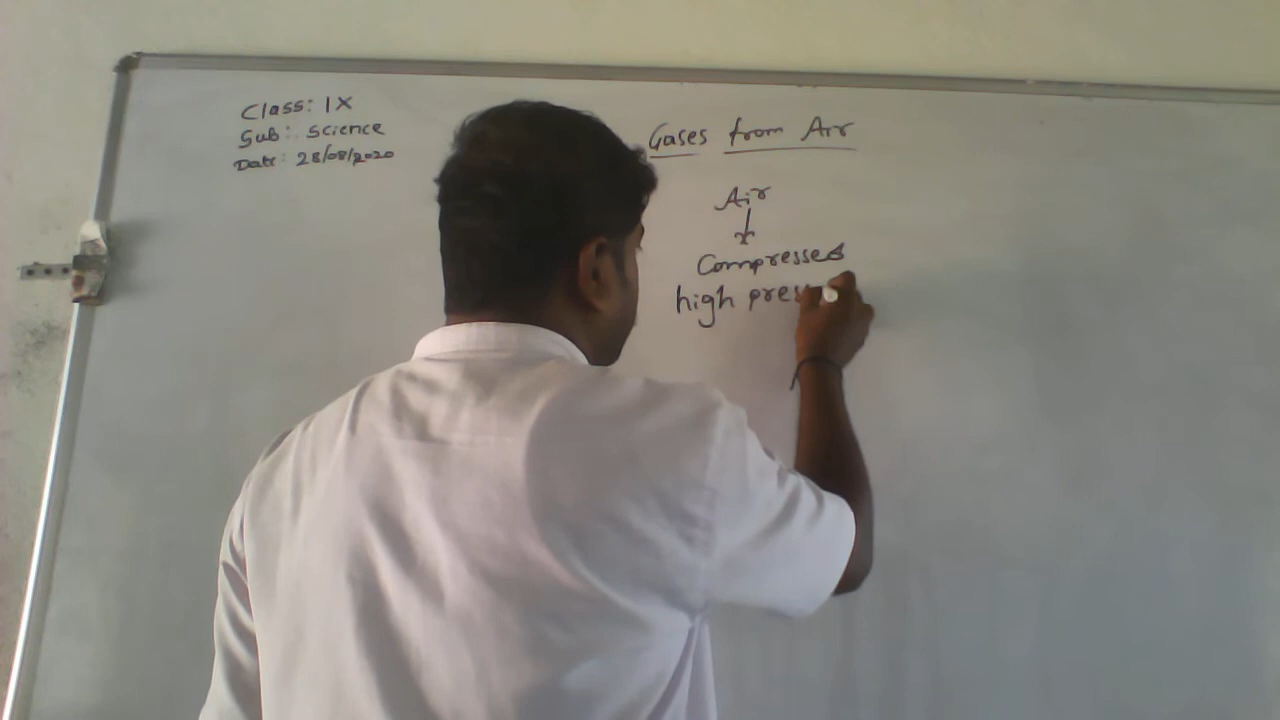 Class: IX
Sub: Science
Date: 28/08/2020
Gases from Air
Air
Compressed
high